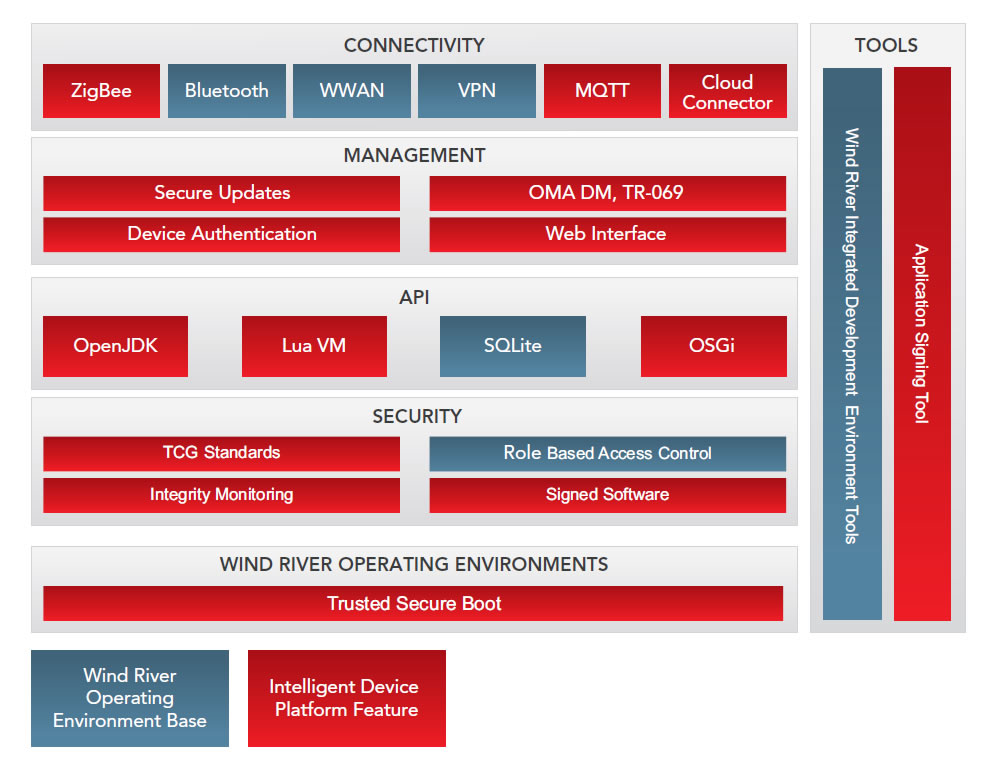 CONNECTIVITY
ZigBee
Bluetooth
WWAN
VPN
MQTT
Cloud
Connector
MANAGEMENT
Secure Updates
OMA DM, TR-069
Device Authentication
Web Interface
API
OpenJDK
Lua VM
SQLite
OSGi
SECURITY
TCG Standards
Role Based Access Control
Integrity Monitoring
Signed Software
WIND RIVER OPERATING ENVIRONMENTS
Trusted Secure Boot
TOOLS
Wind River Integrated Development Environment Tools
Application Signing Tool
Wind River
Operating
Environment Base
Intelligent Device
Platform Feature